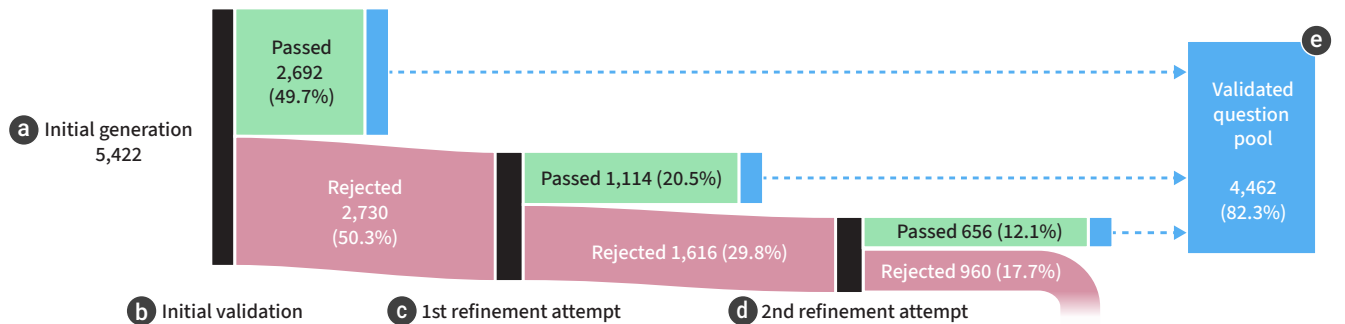 a Initial generation
5,422
Passed
2,692
(49.7%)
Rejected
2,730
(50.3%)
Passed 1,114 (20.5%)
Rejected 1,616 (29.8%)
Passed 656 (12.1%)
Rejected 960 (17.7%)
e
Validated
question
pool
4,462
(82.3%)
b Initial validation
c 1st refinement attempt
d 2nd refinement attempt